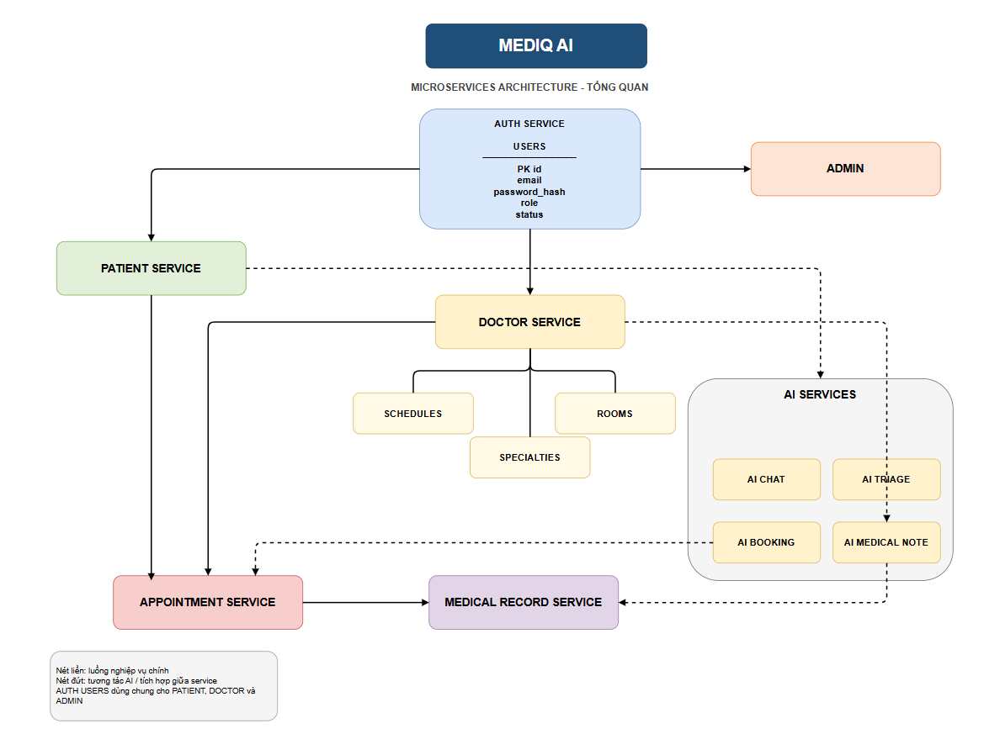 MEDIQ AI
MICROSERVICES ARCHITECTURE - TỔNG QUAN
AUTH SERVICE
USERS
PK id
email
password_hash
role
status
ADMIN
PATIENT SERVICE
DOCTOR SERVICE
AI SERVICES
SCHEDULES
ROOMS
SPECIALTIES
AI CHAT
AI TRIAGE
AI BOOKING
AI MEDICAL NOTE
APPOINTMENT SERVICE
MEDICAL RECORD SERVICE
Nét liền: luồng nghiệp vụ chính
Nét đứt: tương tác AI / tích hợp giữa service
AUTH USERS dùng chung cho PATIENT, DOCTOR và
ADMIN